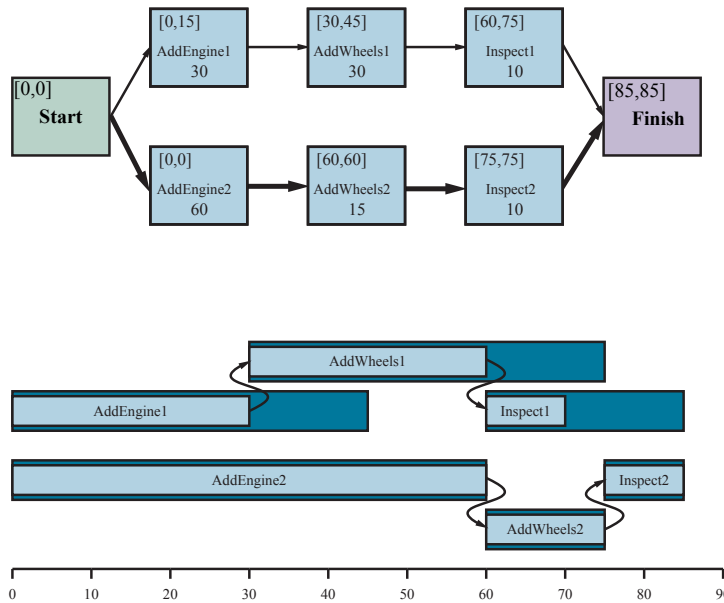 [0,15]
AddEngine1
30
[30,45]
AddWheels1
30
[60,75]
Inspect1
10
[0,0]
Start
[85,85]
Finish
[0,0]
AddEngine2
60
[60,60]
AddWheels2
15
[75,75]
Inspect2
10
AddWheels1
AddEngine1
Inspect1
AddEngine2
Inspect2
AddWheels2
0 10 20 30 40 50 60 70 80